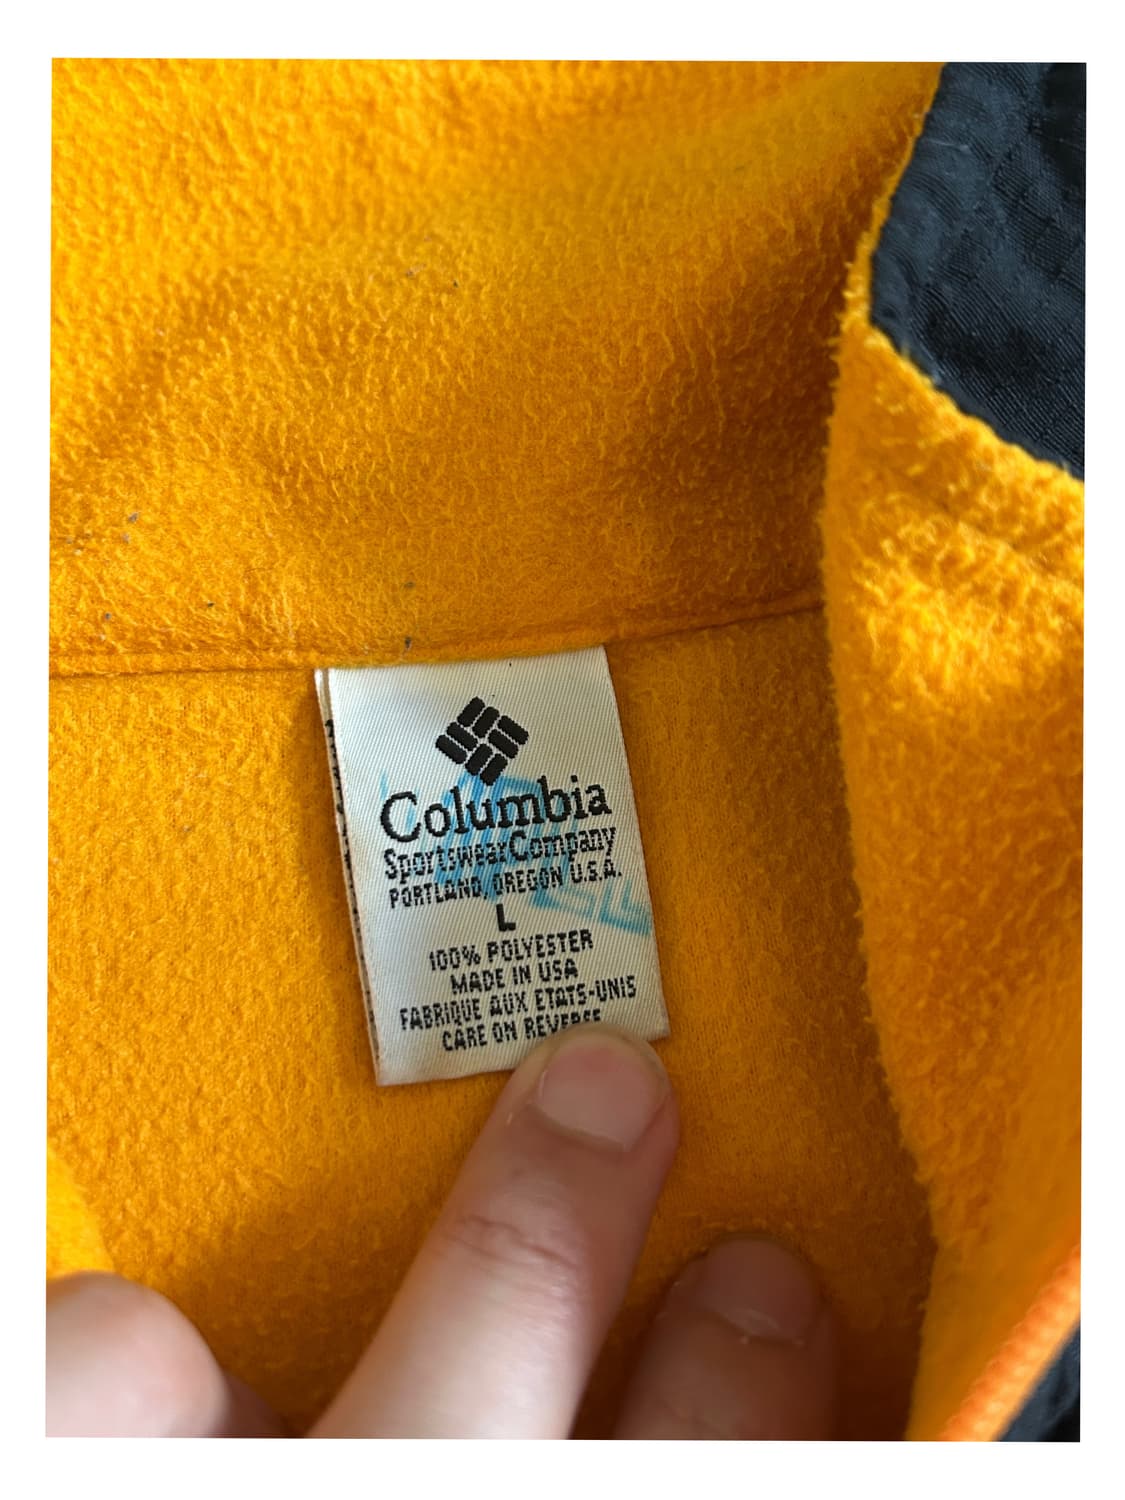 Columbia
Sportswear Company
PORTLAND, OREGON U.S.A.
L
100% POLYESTER
MADE IN USA
FABRIQUE AUX ETATS-UNIS
CARE ON REVERSE